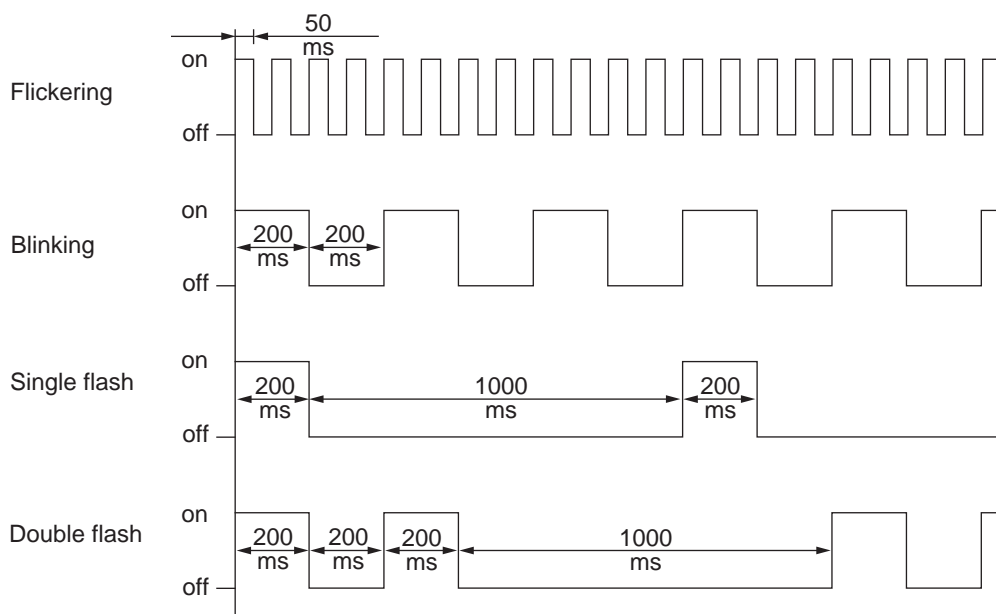 50
ms
on
Flickering
off
on
200 200
Blinking
ms ms
off
on
Single flash
200 1000 200
ms ms ms
off
on
Double flash
200 200 200 1000
ms ms ms ms
off